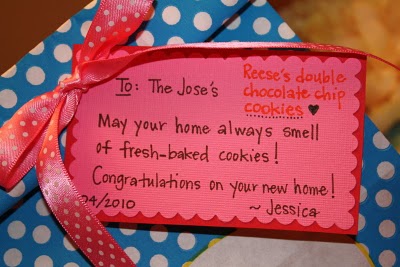 To: The Jose's
Reese's double
chocolate chip
cookies ♥
May your home always smell
of fresh-baked cookies!
Congratulations on your new home!
~ Jessica
04/2010